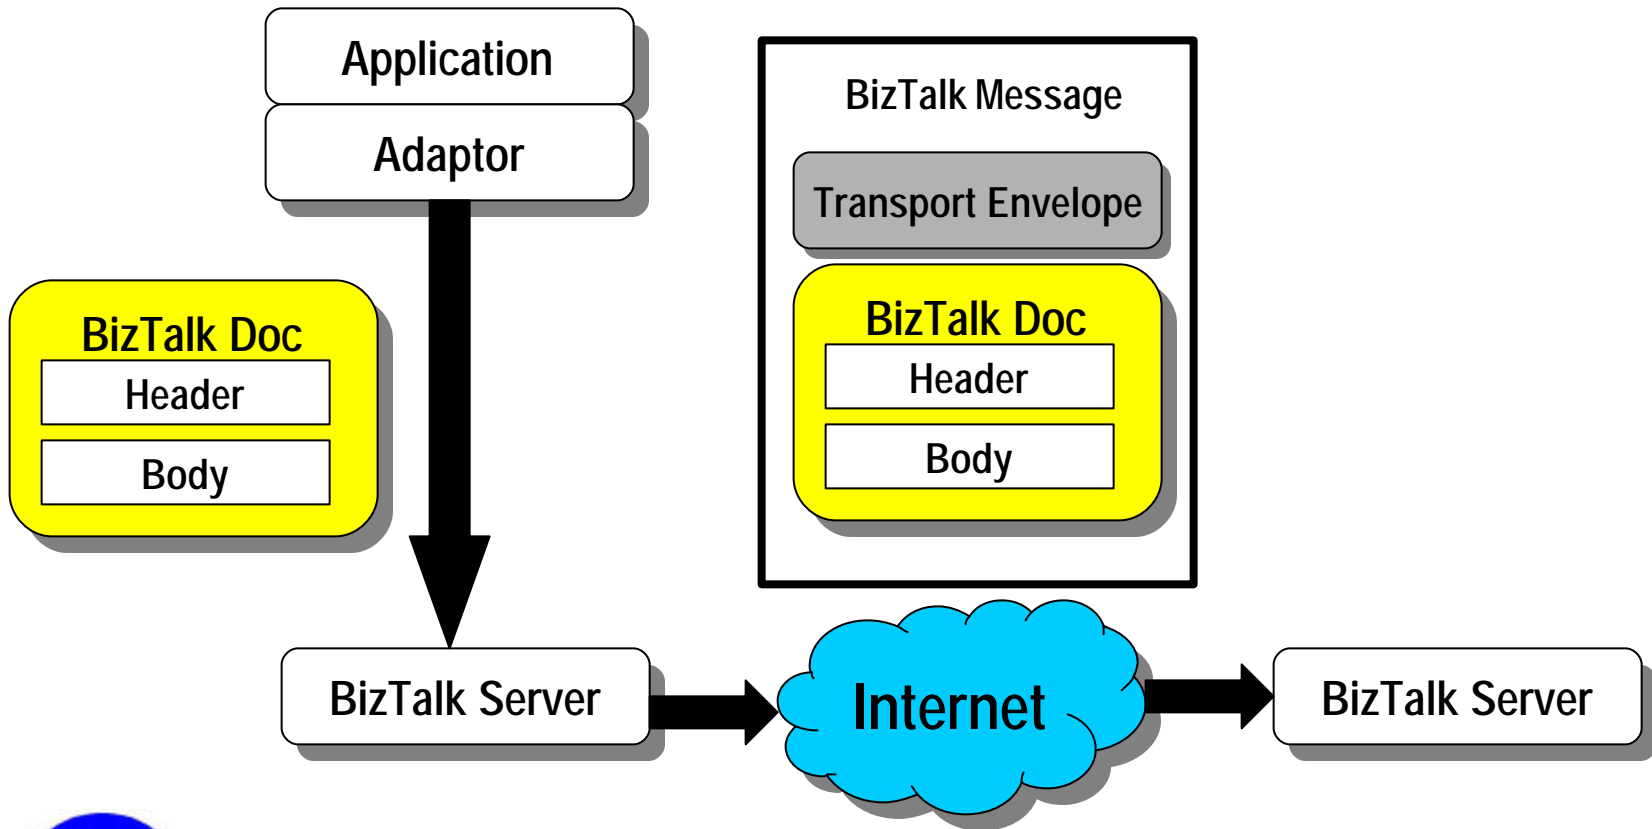 Application
Adaptor
BizTalk Doc
Header
Body
BizTalk Message
Transport Envelope
BizTalk Doc
Header
Body
BizTalk Server
Internet
BizTalk Server